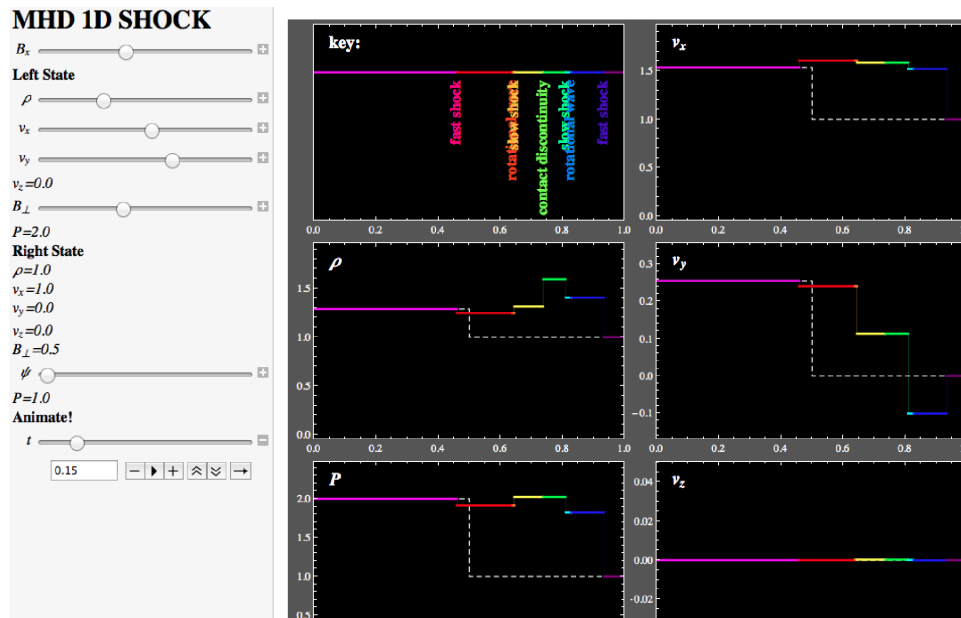 MHD 1D SHOCK
Bx
Left State
ρ
vx
vy
vz=0.0
B⊥
P=2.0
Right State
ρ=1.0
vx=1.0
vy=0.0
vz=0.0
B⊥=0.5
ψ
P=1.0
Animate!
t
0.15
key:
fast shock
slow shock
contact discontinuity
slow shock
rotational wave
fast shock
0.0 0.2 0.4 0.6 0.8 1.0
vx
1.5
1.0
0.5
0.0
0.0 0.2 0.4 0.6 0.8
ρ
1.5
1.0
0.5
0.0
0.0 0.2 0.4 0.6 0.8 1.0
vy
0.3
0.2
0.1
0.0
−0.1
0.0 0.2 0.4 0.6 0.8
P
2.0
1.5
1.0
0.5
vz
0.04
0.02
0.00
−0.02